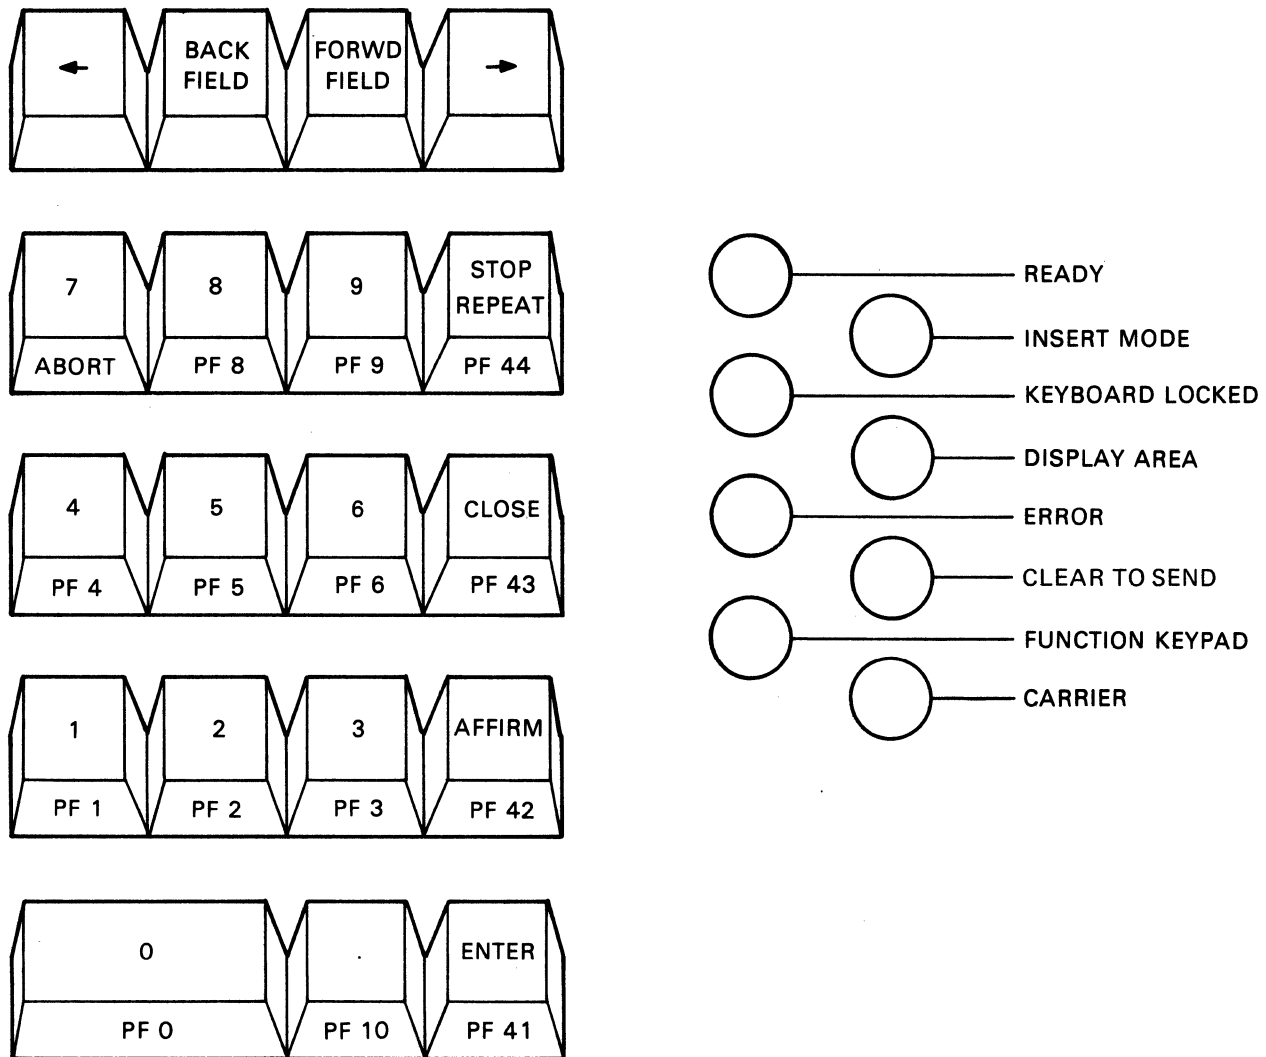 ←
BACK
FIELD
FORWD
FIELD
→
7
8
9
STOP
REPEAT
ABORT
PF 8
PF 9
PF 44
4
5
6
CLOSE
PF 4
PF 5
PF 6
PF 43
1
2
3
AFFIRM
PF 1
PF 2
PF 3
PF 42
0
.
ENTER
PF 0
PF 10
PF 41
READY
INSERT MODE
KEYBOARD LOCKED
DISPLAY AREA
ERROR
CLEAR TO SEND
FUNCTION KEYPAD
CARRIER